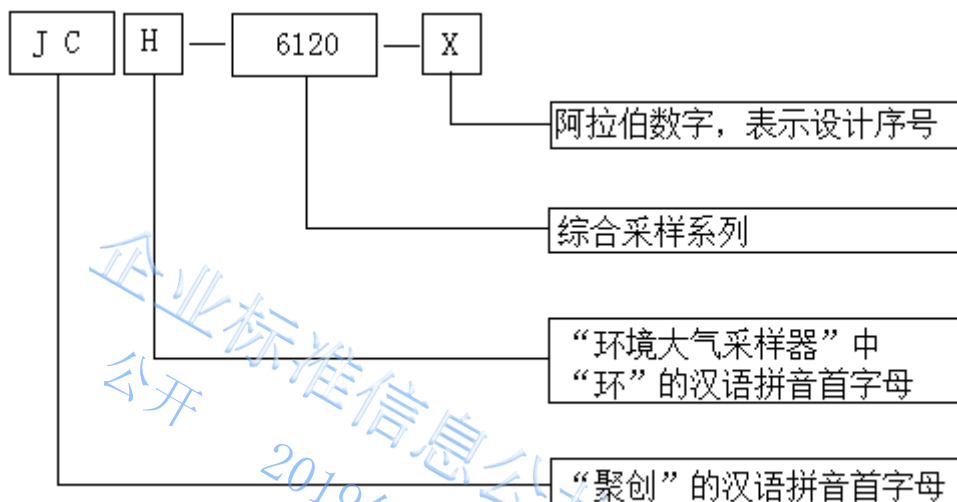 J C H — 6120 — X
阿拉伯数字，表示设计序号
综合采样系列
“环境大气采样器”中
“环”的汉语拼音首字母
“聚创”的汉语拼音首字母
企业标准信息公
公开
2019